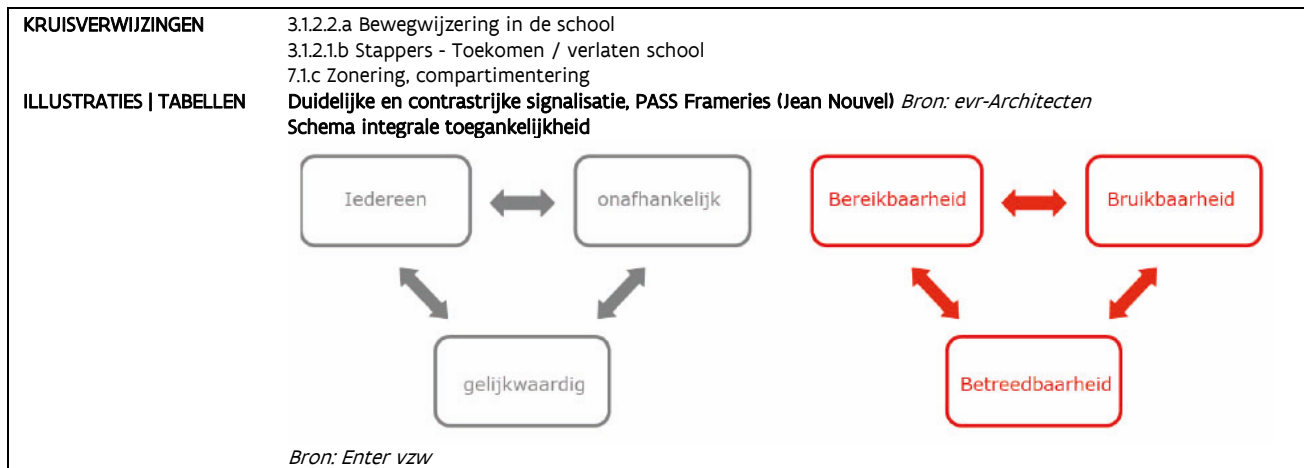 KRUISVERWIJZINGEN 3.1.2.2.a Bewegwijzering in de school
3.1.2.1.b Stappers - Toekomen / verlaten school
7.1.c Zonering, compartimentering
ILLUSTRATIES | TABELLEN Duidelijke en contrastrijke signalisatie, PASS Frameries (Jean Nouvel) Bron: evr-Architecten
Schema integrale toegankelijkheid
Iedereen onafhankelijk Bereikbaarheid Bruikbaarheid
gelijkwaardig Betreedbaarheid
Bron: Enter vzw